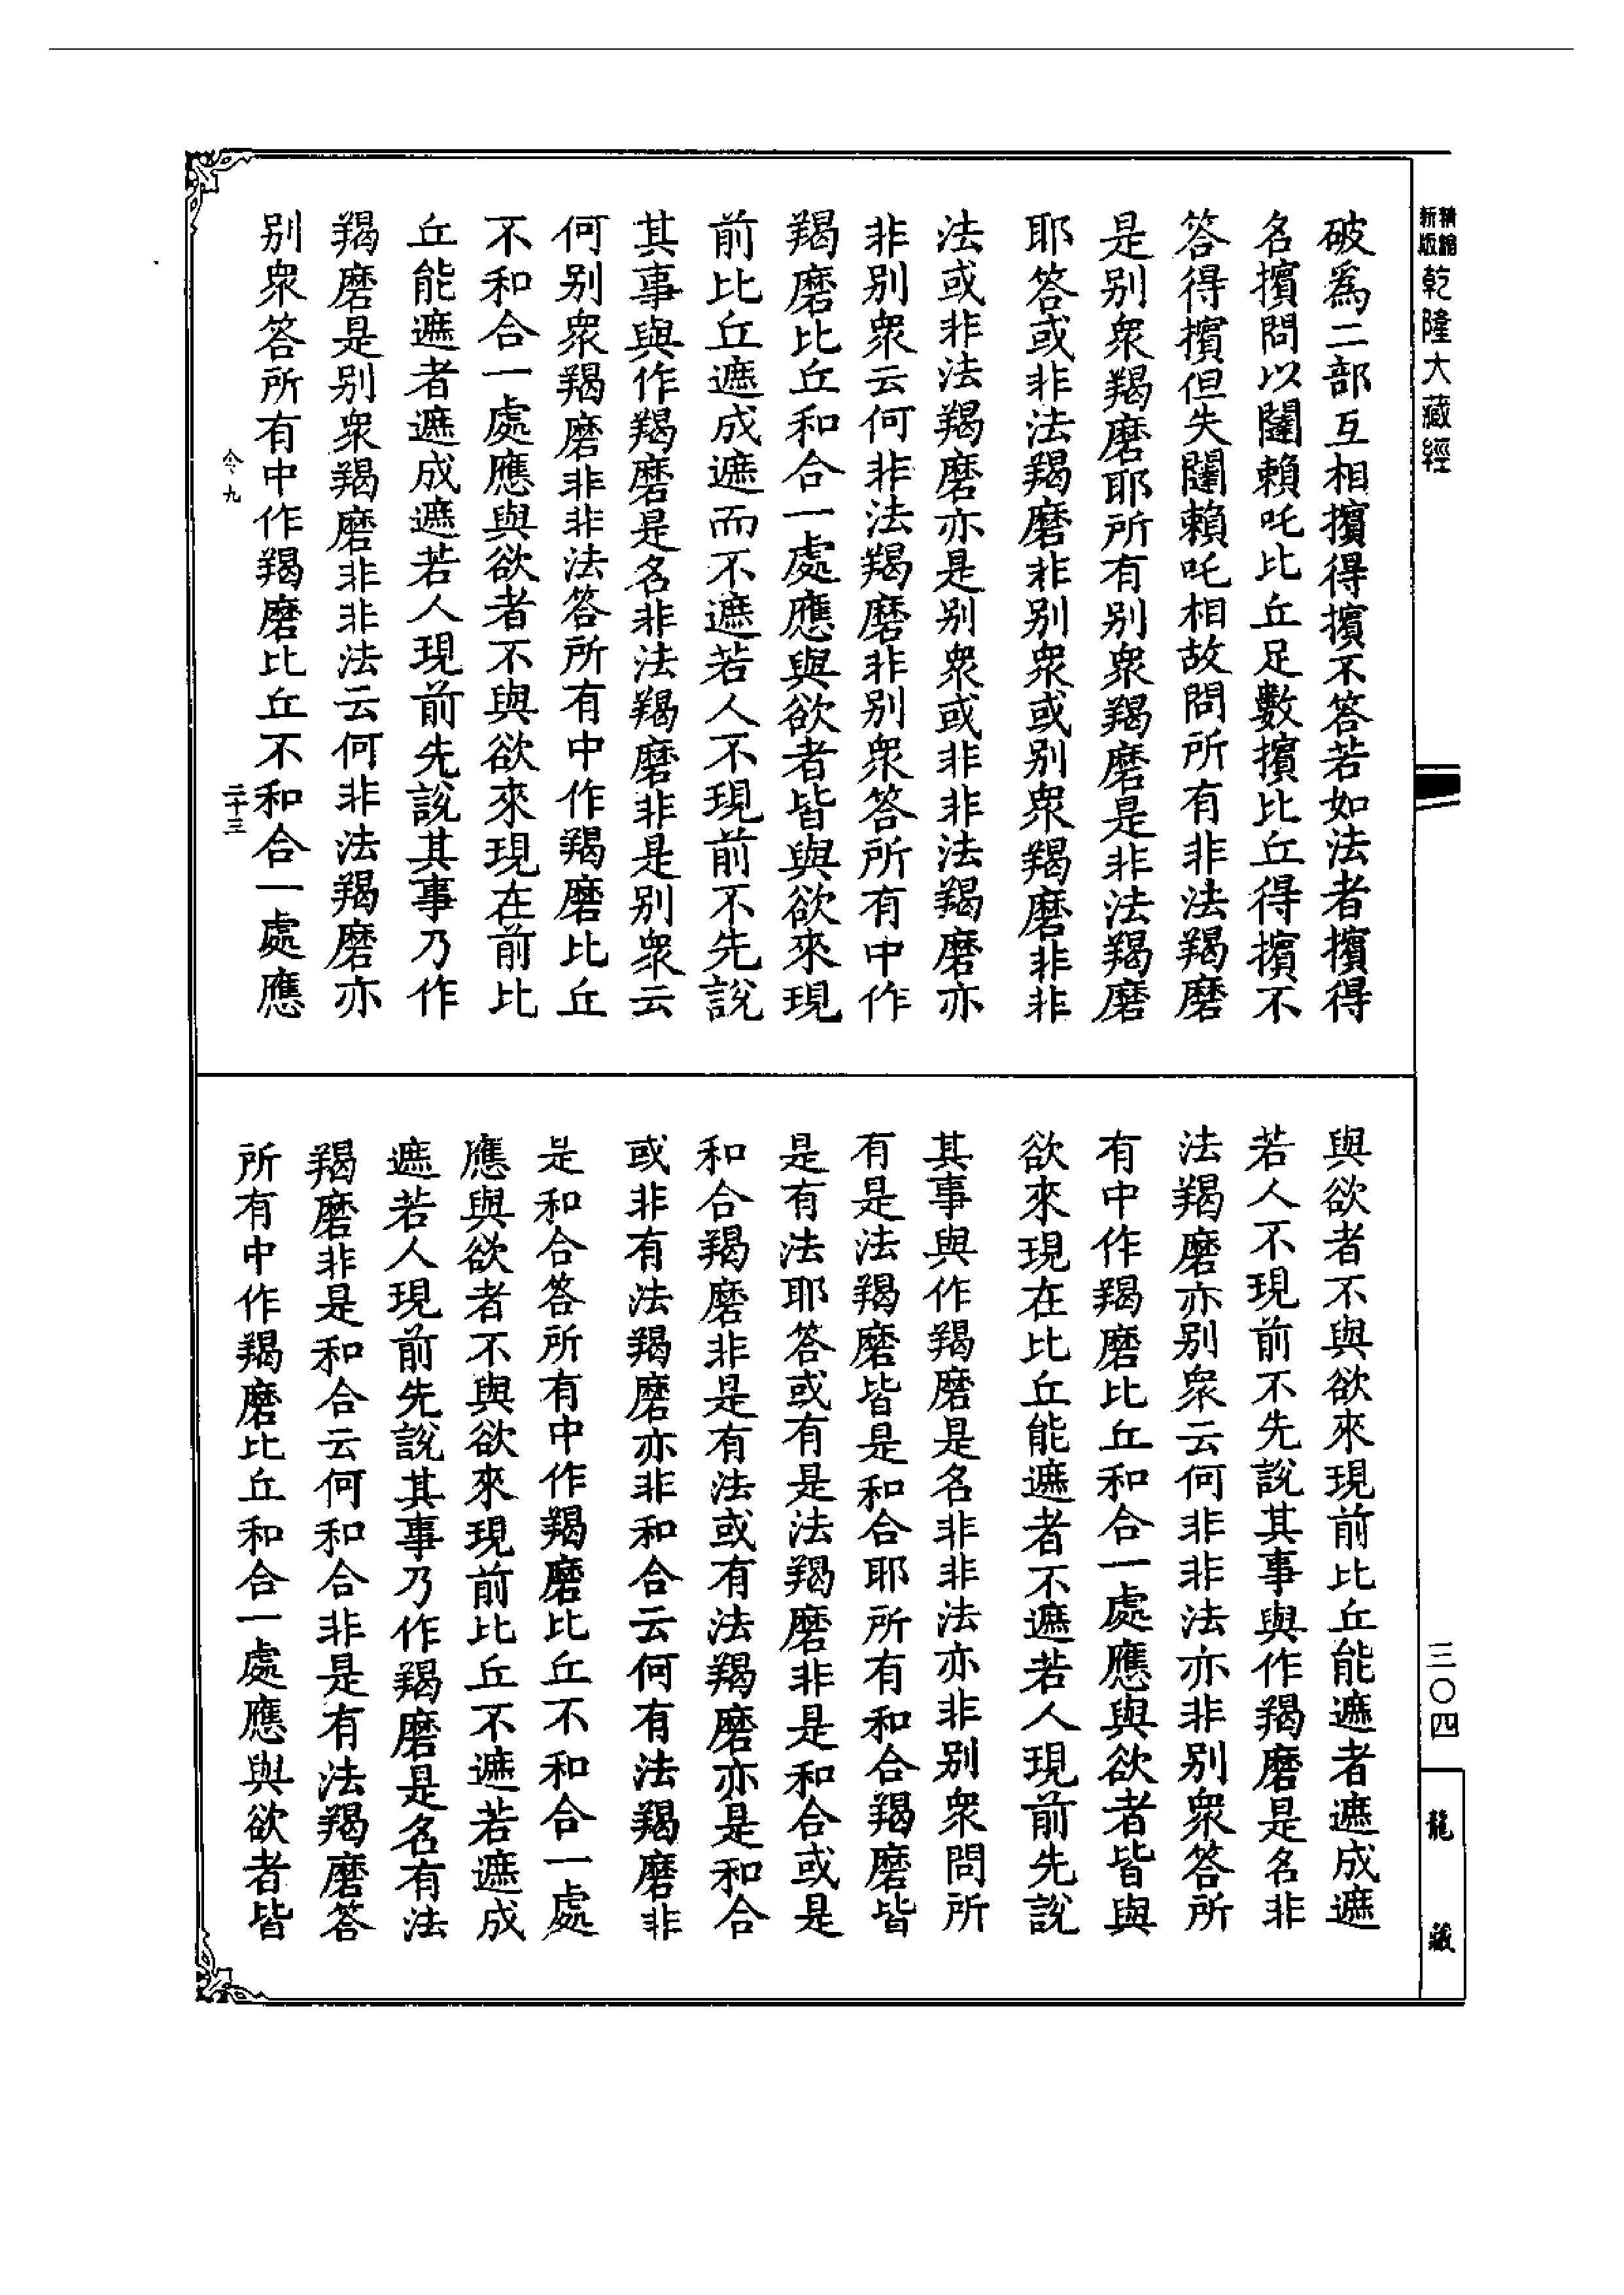 新版精縮乾隆大藏經
破爲二部互相擯得擯不答若如法者擯得
名擯問以闥賴吒比丘足數擯比丘得擯不
答得擯但失闥賴吒相故問所有非法羯磨
是别衆羯磨耶所有别衆羯磨是非法羯磨
耶答或非法羯磨非别衆或别衆羯磨非非
法或非法羯磨亦是别衆或非非法羯磨亦
非别衆云何非法羯磨非别衆答所有中作
羯磨比丘和合一處應與欲者皆與欲來現
前比丘遮成遮而不遮若人不現前不先說
其事與作羯磨是名非法羯磨非是别衆云
何别衆羯磨非非法答所有中作羯磨比丘
不和合一處應與欲者不與欲來現在前比
丘能遮者遮成遮若人現前先說其事乃作
羯磨是别衆羯磨非非法云何非法羯磨亦
别衆答所有中作羯磨比丘不和合一處應
令九
二十三
與欲者不與欲來現前比丘能遮者遮成遮
若人不現前不先說其事與作羯磨是名非
法羯磨亦别衆云何非非法亦非别衆答所
有中作羯磨比丘和合一處應與欲者皆與
欲來現在比丘能遮者不遮若人現前先說
其事與作羯磨是名非非法亦非别衆問所
有是法羯磨皆是和合耶所有和合羯磨皆
是有法耶答或有是法羯磨非是和合或是
和合羯磨非是有法或有法羯磨亦是和合
或非有法羯磨亦非和合云何有法羯磨非
是和合答所有中作羯磨比丘不和合一處
應與欲者不與欲來現前比丘不遮若遮成
遮若人現前先說其事乃作羯磨是名有法
羯磨非是和合云何和合非是有法羯磨答
所有中作羯磨比丘和合一處應與欲者皆
三〇四
龍藏